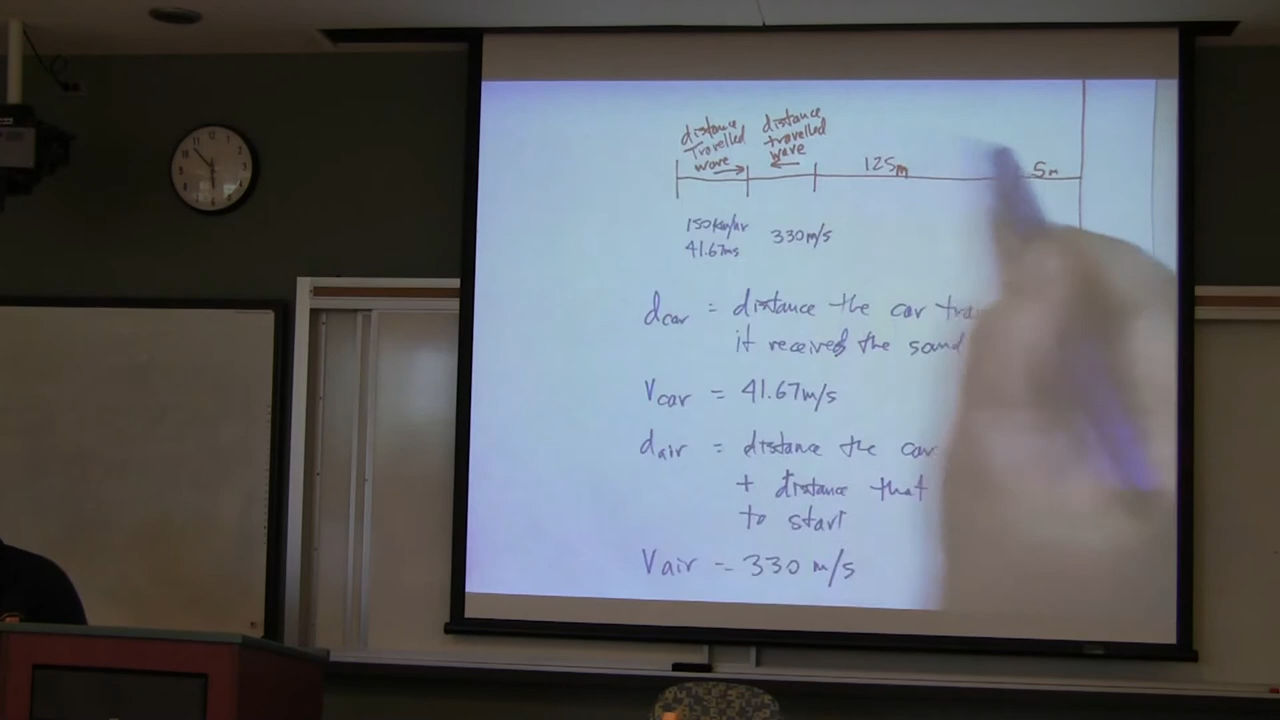 distance
Travelled
wave
distance
travelled
wave
125m
5m
150km/hr
41.67ms
330m/s
dcar = distance the car
it received the sound
Vcar = 41.67m/s
dair = distance the car
+ distance that
to start
Vair = 330 m/s